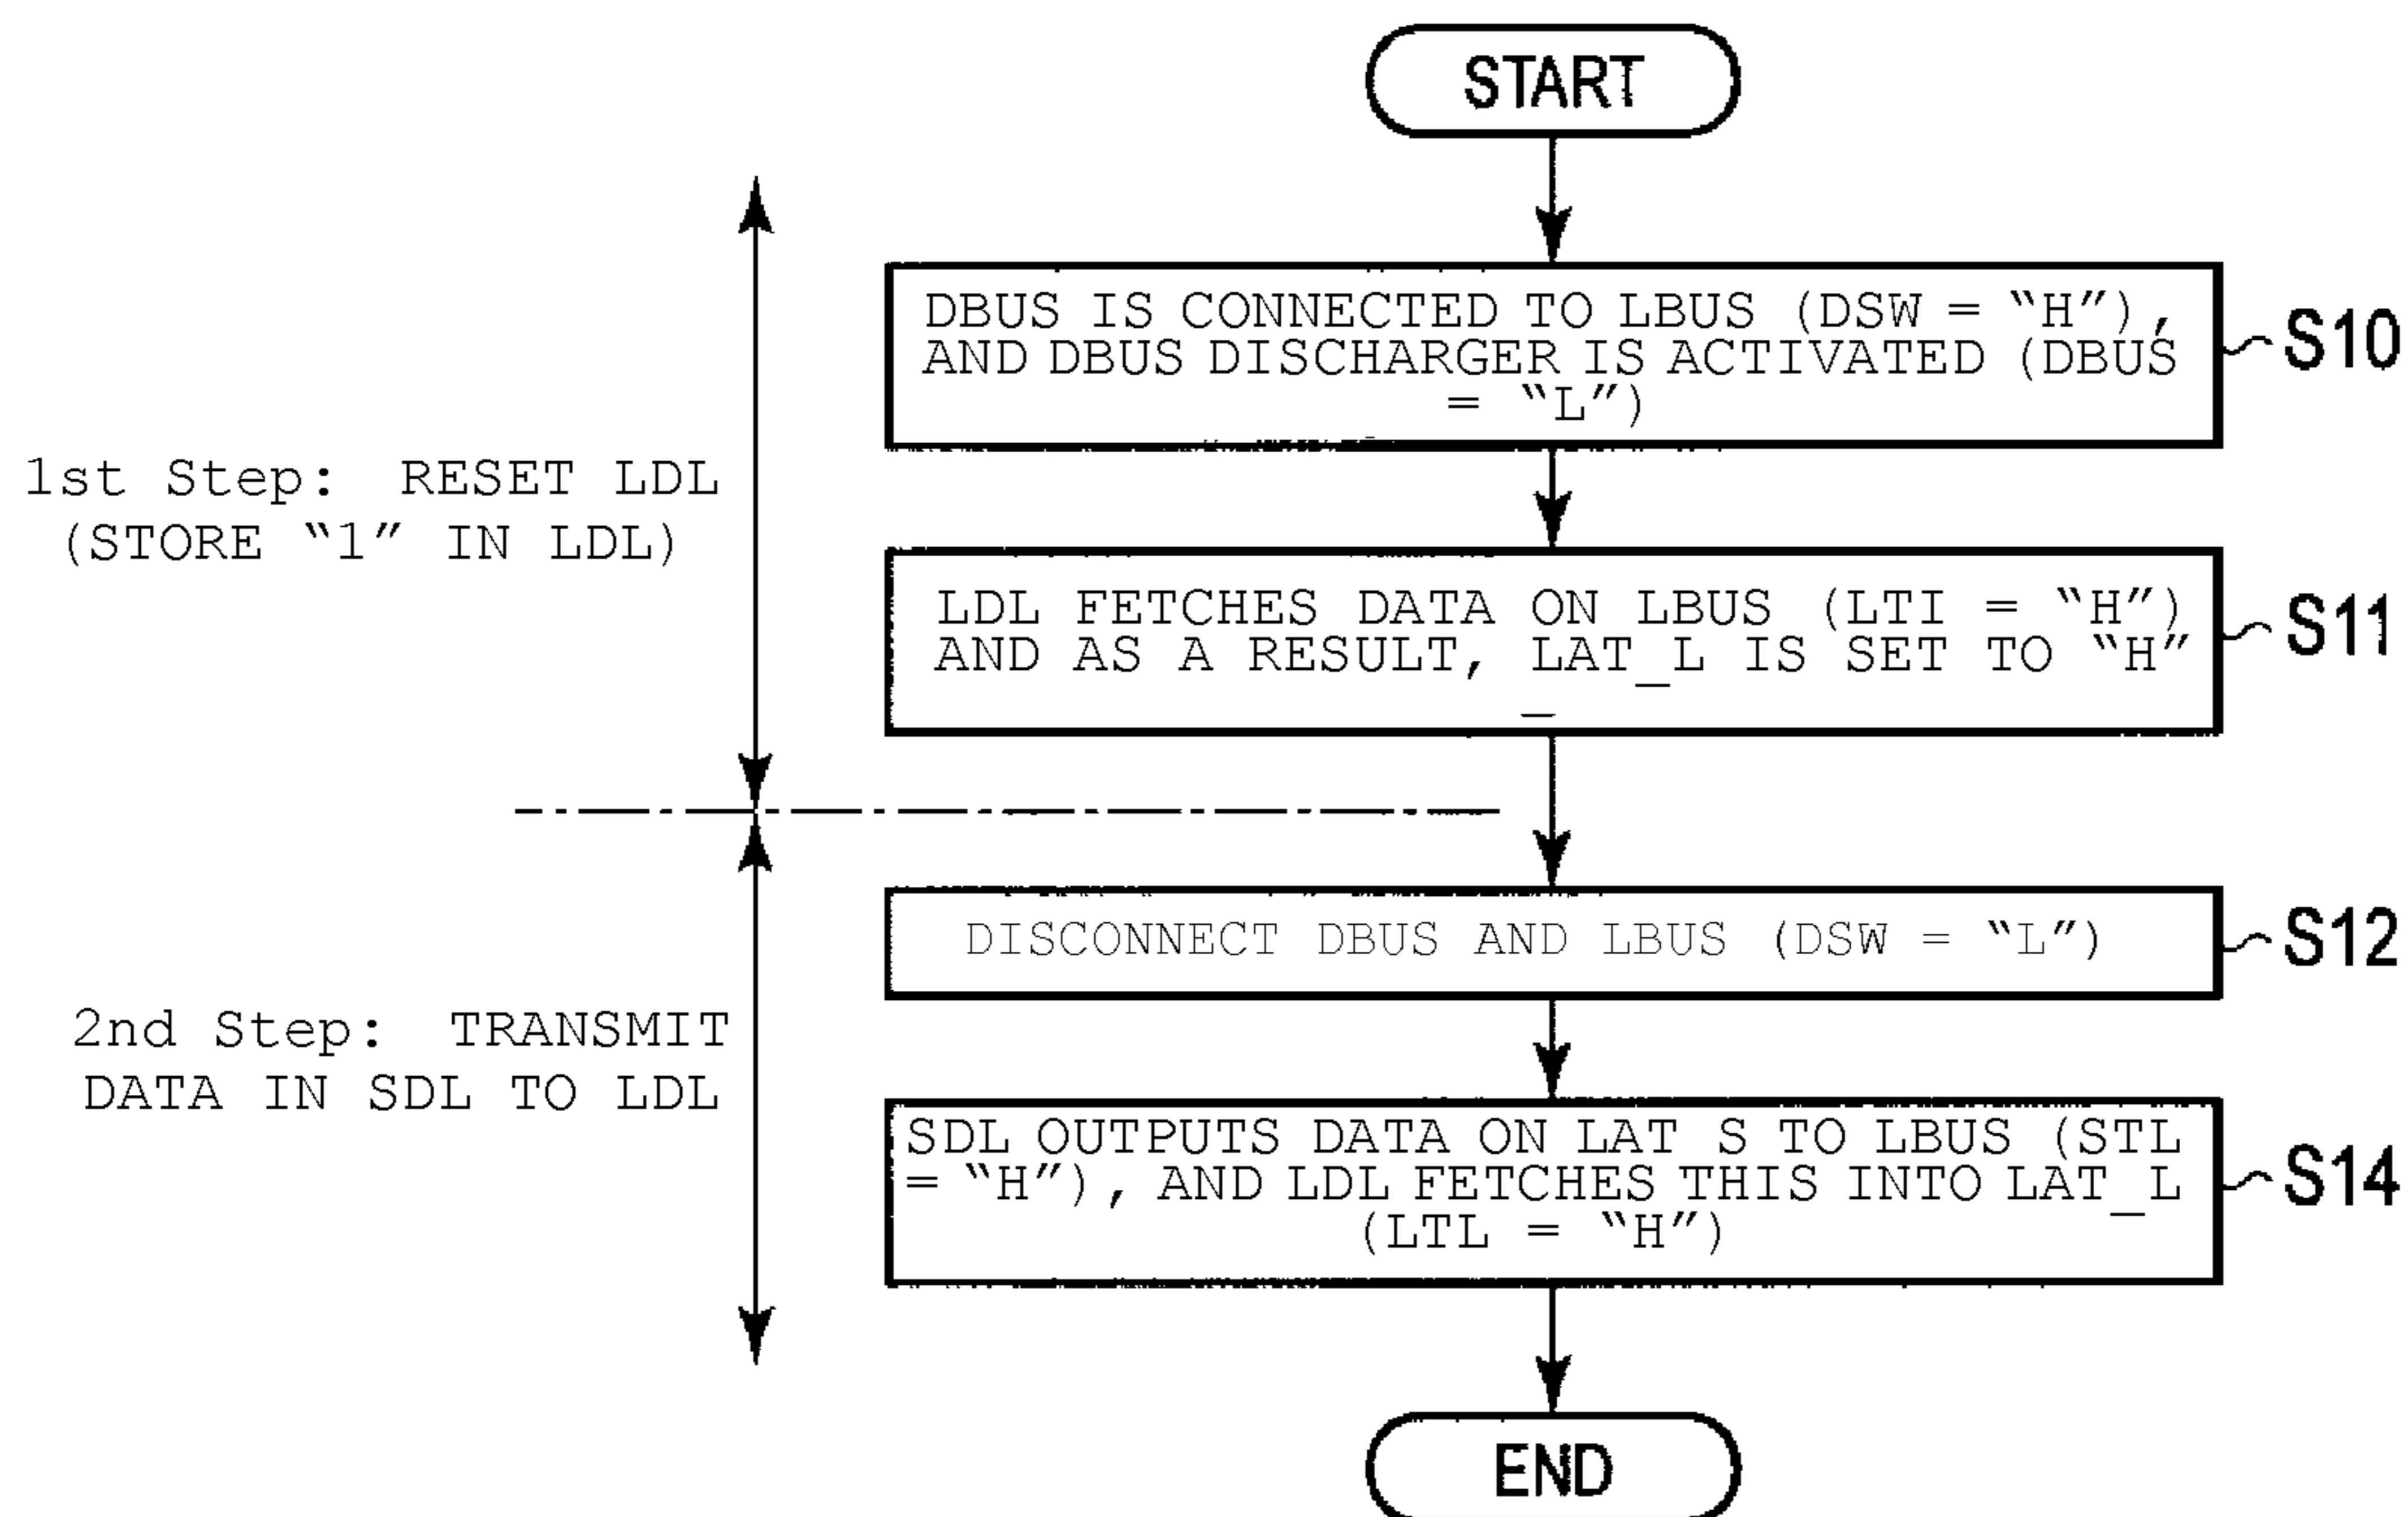 START
DBUS IS CONNECTED TO LBUS (DSW = “H”),
AND DBUS DISCHARGER IS ACTIVATED (DBUS
= “L”)
S10
1st Step: RESET LDL
(STORE “1” IN LDL)
LDL FETCHES DATA ON LBUS (LTI = “H”)
AND AS A RESULT, LAT_L IS SET TO “H”
S11
DISCONNECT DBUS AND LBUS (DSW = “L”)
S12
2nd Step: TRANSMIT
DATA IN SDL TO LDL
SDL OUTPUTS DATA ON LAT S TO LBUS (STL
= “H”), AND LDL FETCHES THIS INTO LAT_L
(LTL = “H”)
S14
END